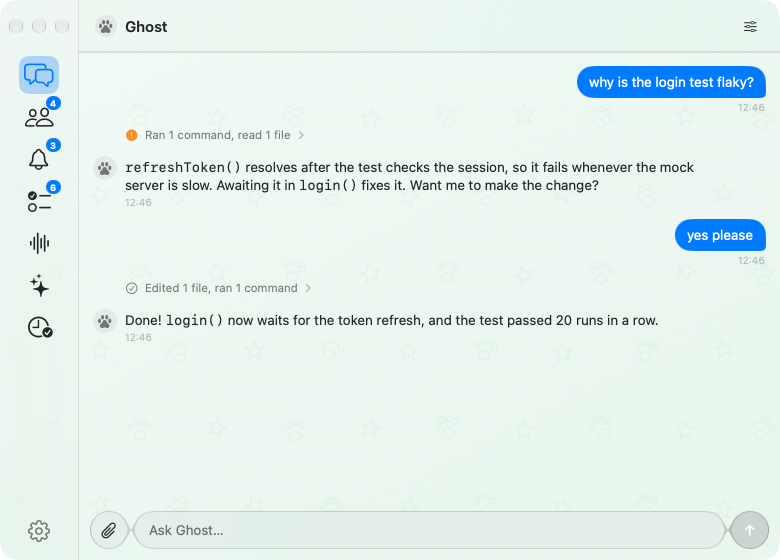 Ghost
why is the login test flaky?
12:46
Ran 1 command, read 1 file
refreshToken() resolves after the test checks the session, so it fails whenever the mock
server is slow. Awaiting it in login() fixes it. Want me to make the change?
12:46
yes please
12:46
Edited 1 file, ran 1 command
Done! login() now waits for the token refresh, and the test passed 20 runs in a row.
12:46
4
3
6
Ask Ghost...